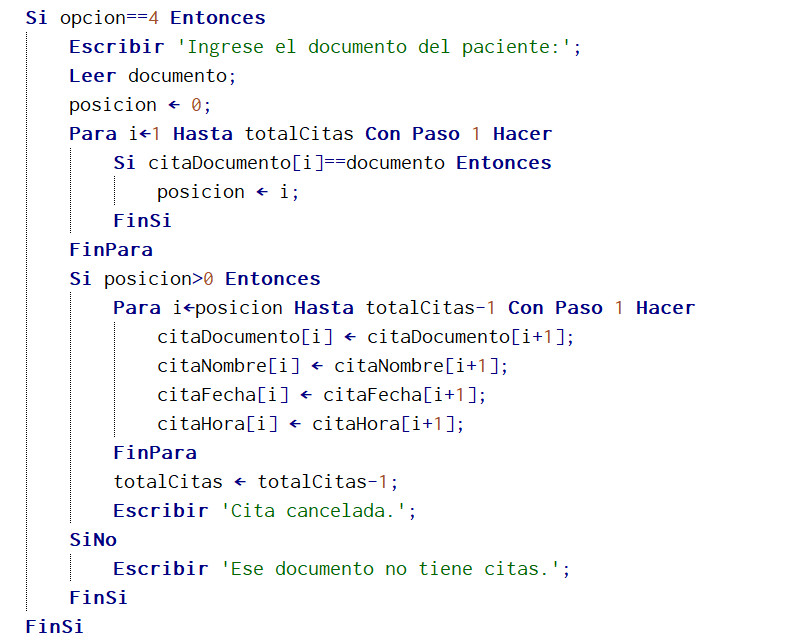 Si opcion==4 Entonces
Escribir 'Ingrese el documento del paciente:';
Leer documento;
posicion ← 0;
Para i←1 Hasta totalCitas Con Paso 1 Hacer
Si citaDocumento[i]==documento Entonces
posicion ← i;
FinSi
FinPara
Si posicion>0 Entonces
Para i←posicion Hasta totalCitas-1 Con Paso 1 Hacer
citaDocumento[i] ← citaDocumento[i+1];
citaNombre[i] ← citaNombre[i+1];
citaFecha[i] ← citaFecha[i+1];
citaHora[i] ← citaHora[i+1];
FinPara
totalCitas ← totalCitas-1;
Escribir 'Cita cancelada.';
SiNo
Escribir 'Ese documento no tiene citas.';
FinSi
FinSi